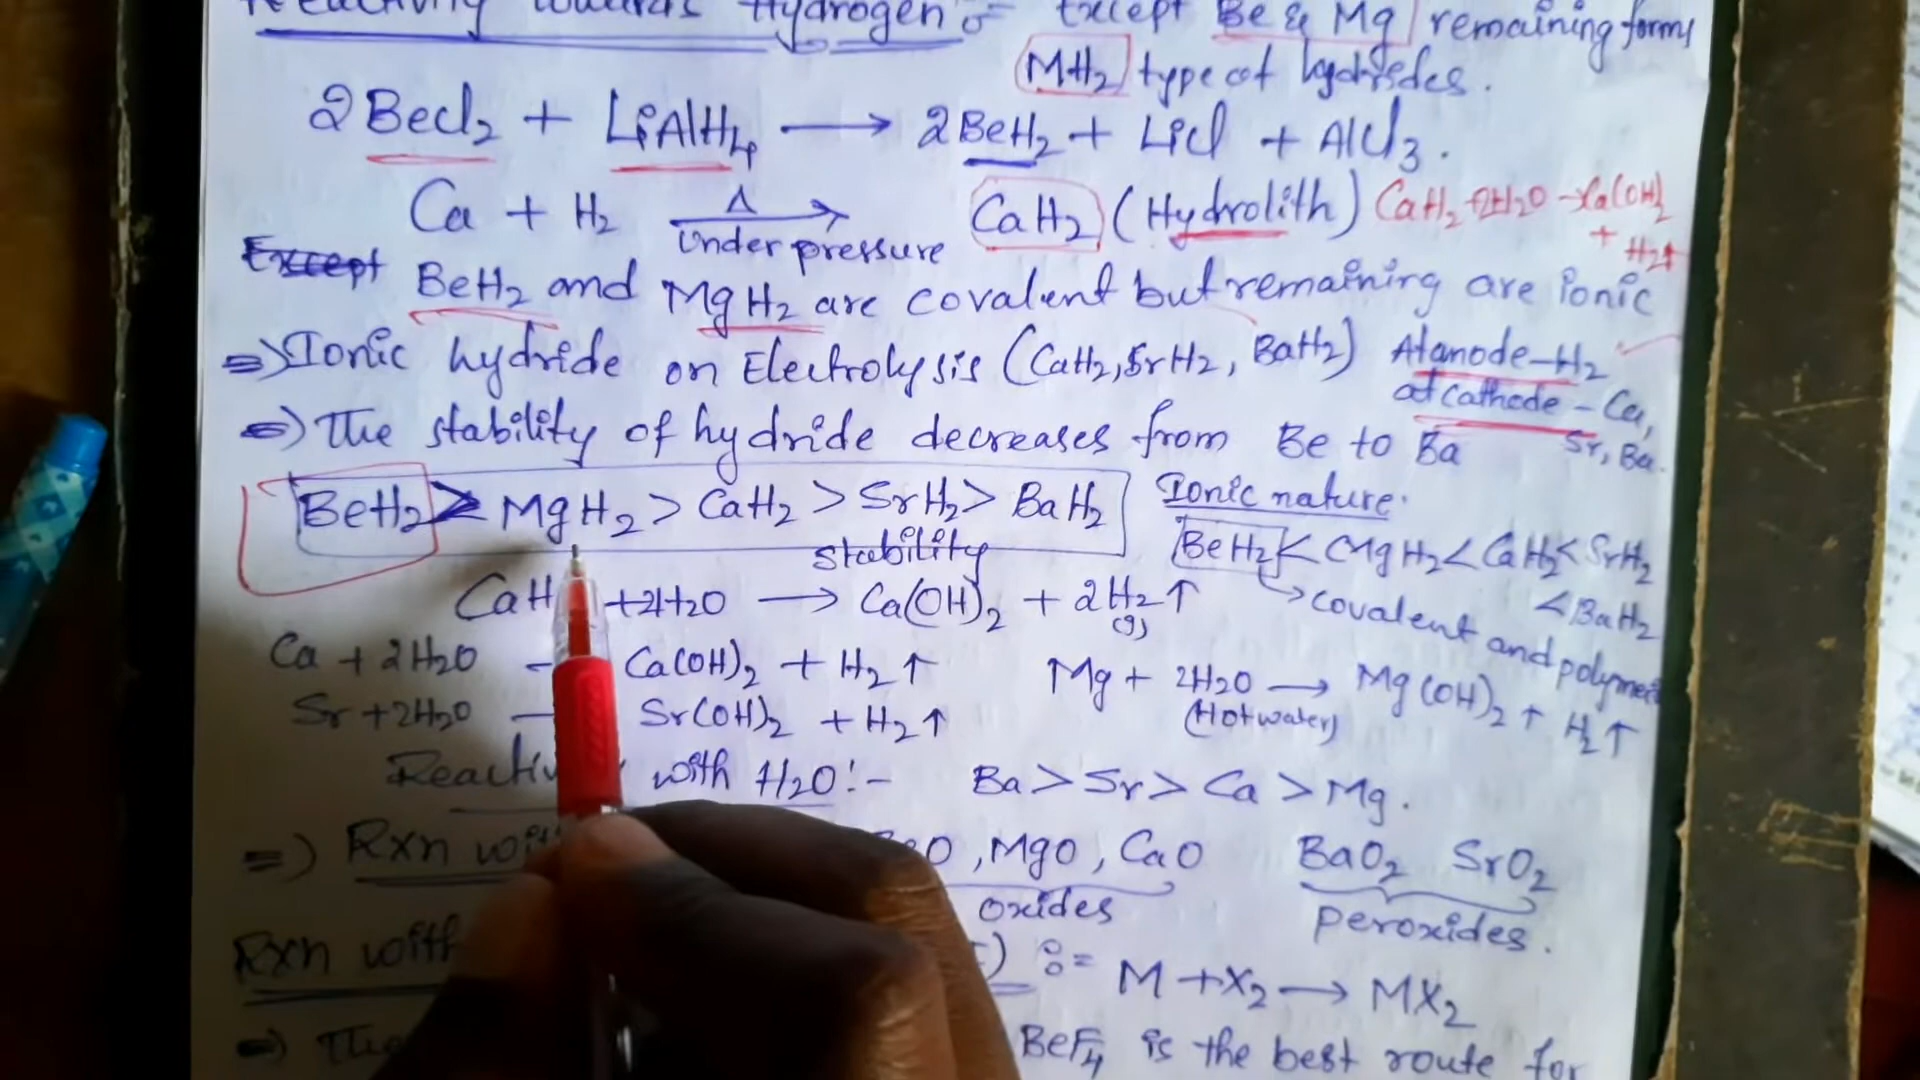 Reactivity towards Hydrogen :- Except Be & Mg remaining forms
MH2 type of hydrides.
2BeCl2 + LiAlH4 ⟶ 2BeH2 + LiCl + AlCl3.
Ca + H2 Δ ⟶ Under pressure CaH2 (Hydrolith) CaH2 + 2H2O → Ca(OH)2
+ H2↑
Except BeH2 and MgH2 are covalent but remaining are ionic
⇒) Ionic hydride on Electrolysis (CaH2, SrH2, BaH2) At anode – H2
at cathode – Ca,
Sr, Ba.
⇒) The stability of hydride decreases from Be to Ba
BeH2 > MgH2 > CaH2 > SrH2 > BaH2
stability
Ionic nature.
BeH2 < MgH2 < CaH2 < SrH2
< BaH2
→ covalent and
CaH +2H2O ⟶ Ca(OH)2 + 2H2↑
(g)
Ca + 2H2O – Ca(OH)2 + H2↑
Sr + 2H2O — Sr(OH)2 + H2↑
Mg + 2H2O ⟶ Mg(OH)2 + H2↑
(Hot water)
with H2O :- Ba > Sr > Ca > Mg.
=) Rxn , MgO , CaO BaO2 SrO2
oxides peroxides.
Rxn with := M + X2 ⟶ MX2
BeF4 is the best route for